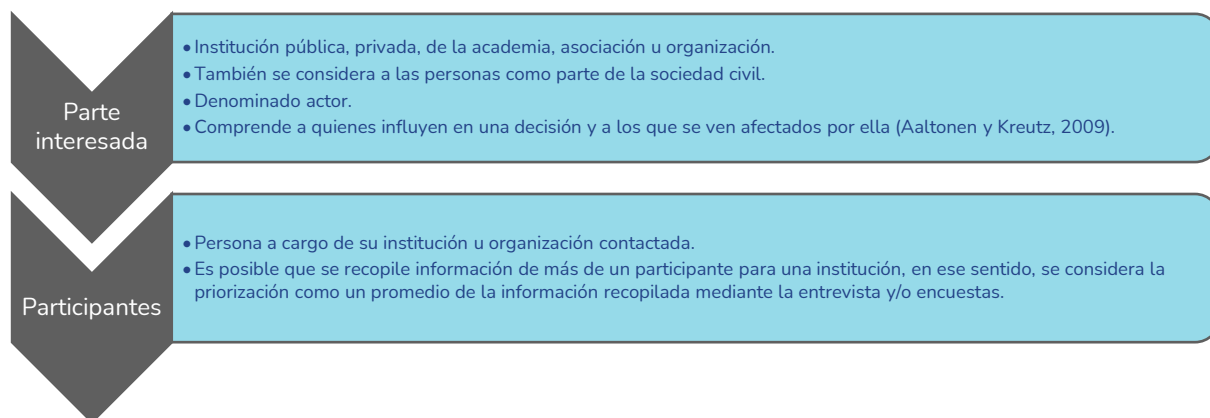 Parte
interesada
• Institución pública, privada, de la academia, asociación u organización.
• También se considera a las personas como parte de la sociedad civil.
• Denominado actor.
• Comprende a quienes influyen en una decisión y a los que se ven afectados por ella (Aaltonen y Kreutz, 2009).
Participantes
• Persona a cargo de su institución u organización contactada.
• Es posible que se recopile información de más de un participante para una institución, en ese sentido, se considera la
priorización como un promedio de la información recopilada mediante la entrevista y/o encuestas.